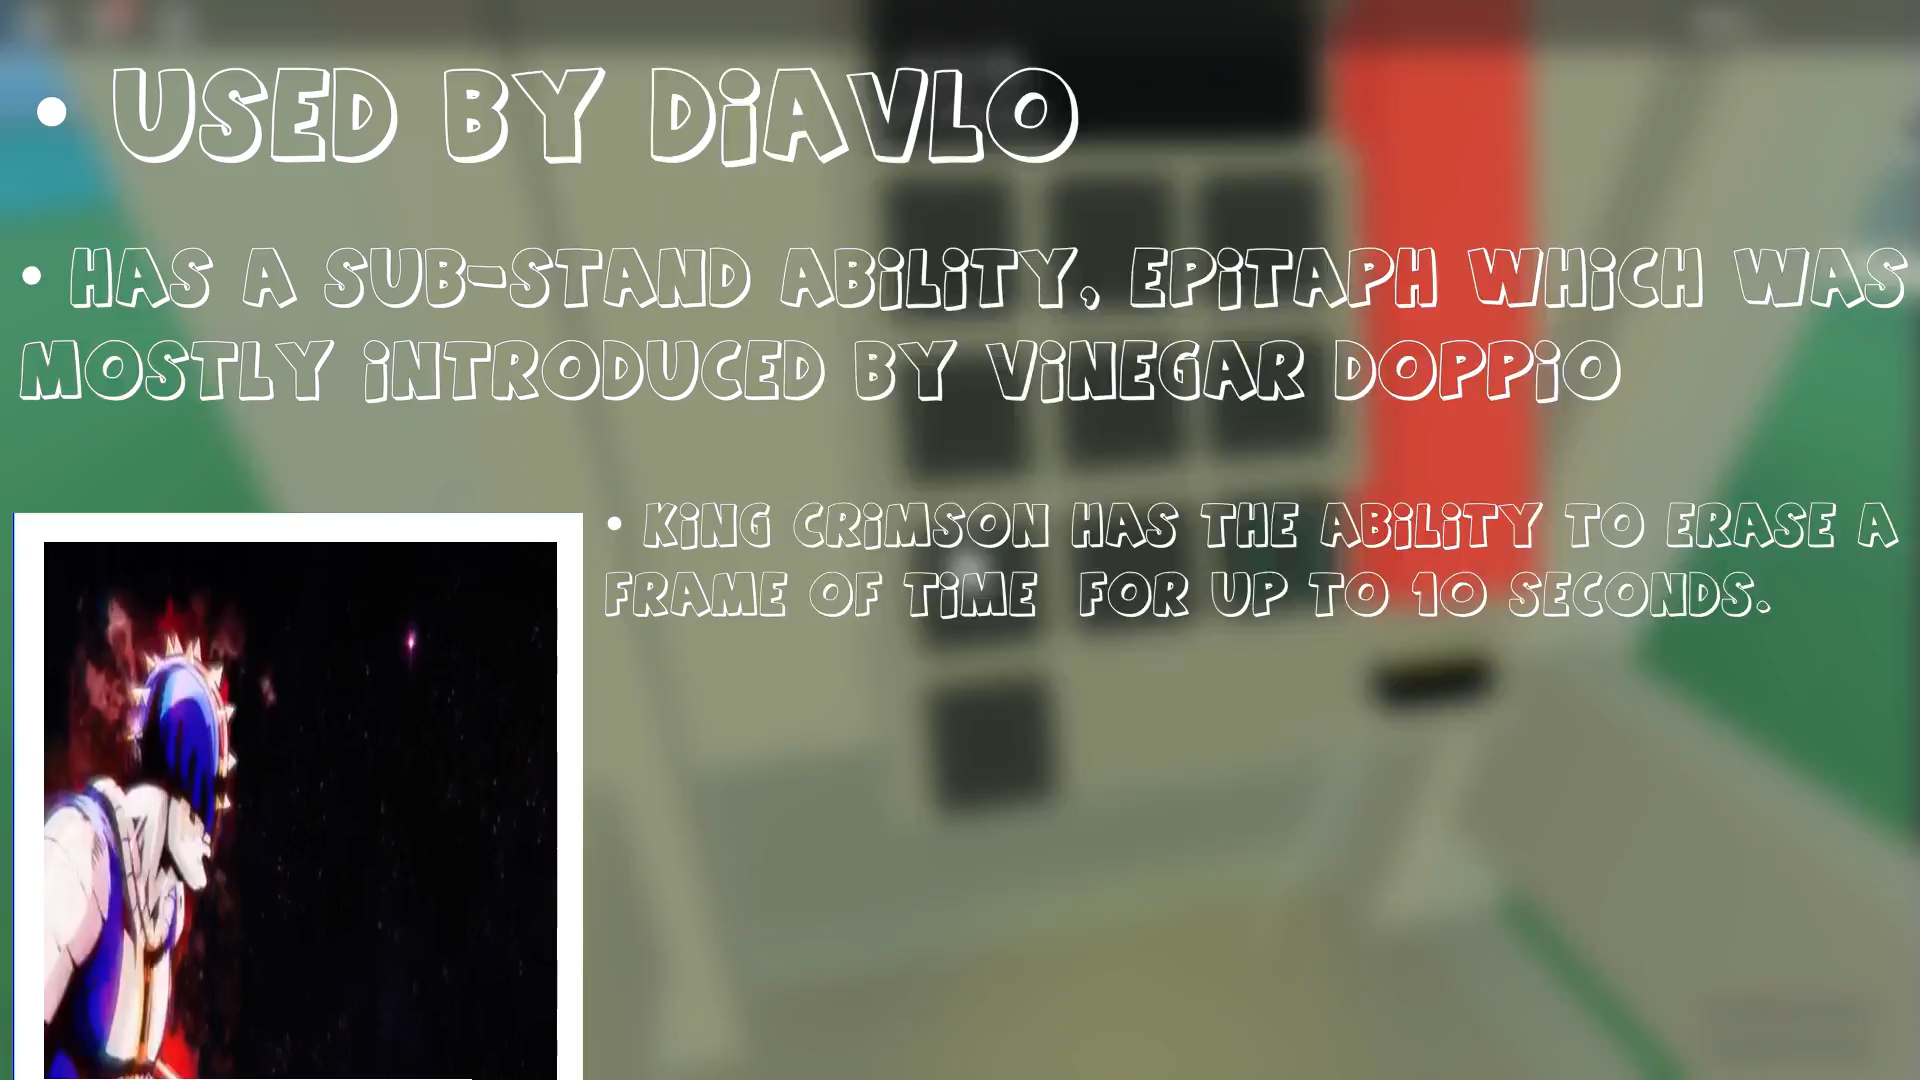 • USED BY DiAVLO
• HAS A SUB-STAND ABiLiTY, EPiTAPH WHiCH WAS
MOSTLY iNTRODUCED BY ViNEGAR DOPPiO
• KiNG CRiMSON HAS THE ABiLiTY TO ERASE A
FRAME OF TiME FOR UP TO 10 SECONDS.